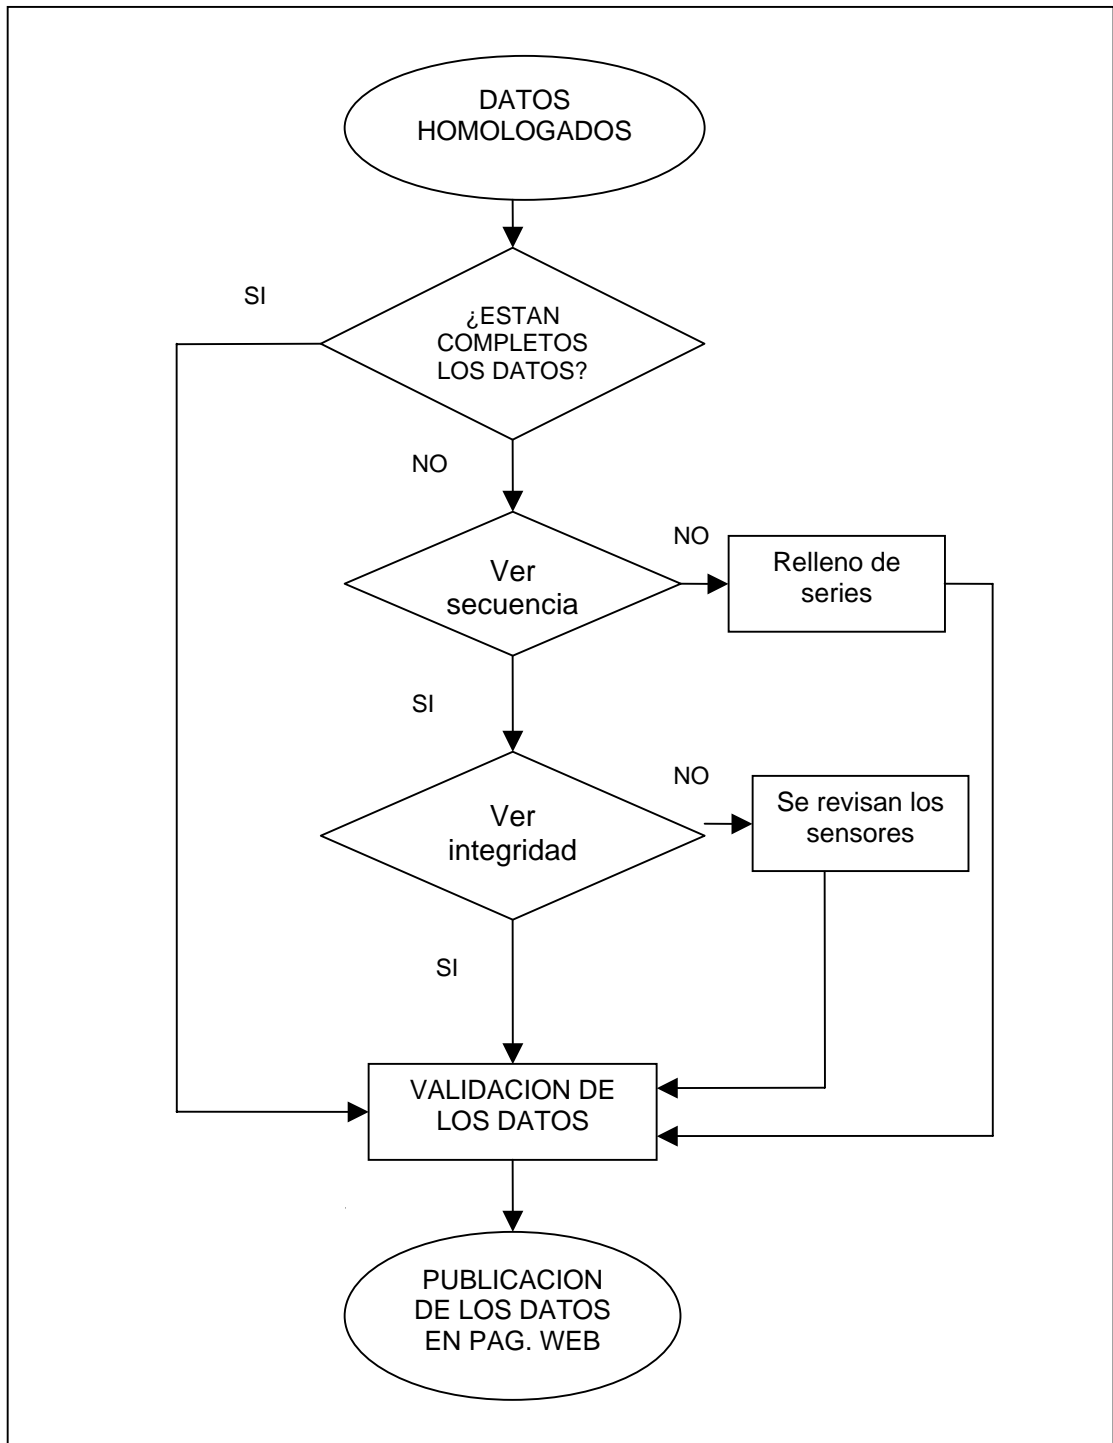 DATOS
HOMOLOGADOS
SI
¿ESTAN
COMPLETOS
LOS DATOS?
NO
Ver
secuencia
NO
Relleno de
series
SI
Ver
integridad
NO
Se revisan los
sensores
SI
VALIDACION DE
LOS DATOS
PUBLICACION
DE LOS DATOS
EN PAG. WEB